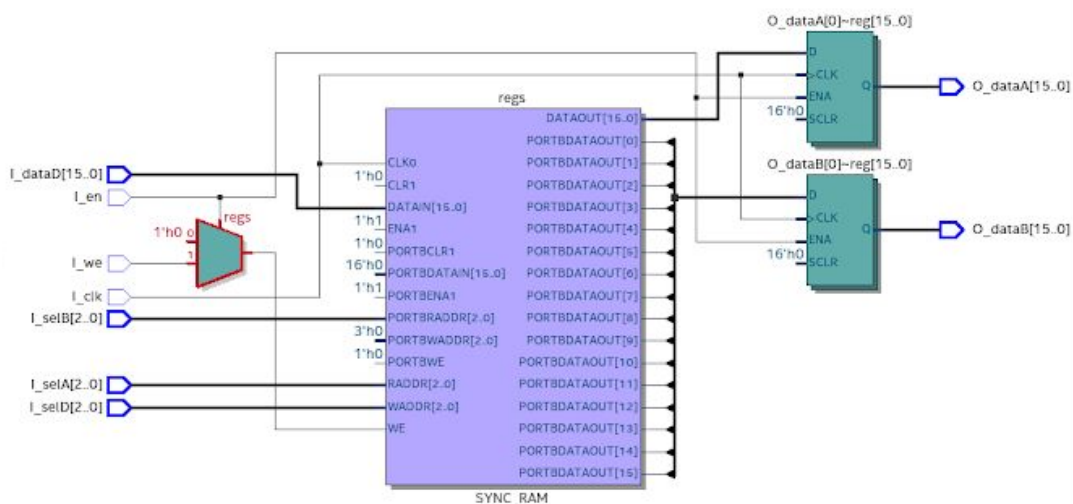 O_dataA[0]~reg[15..0]
D
CLK
ENA
16'h0
SCLR
Q
O_dataA[15..0]
O_dataB[0]~reg[15..0]
D
CLK
ENA
16'h0
SCLR
Q
O_dataB[15..0]
regs
DATAOUT[15..0]
PORTBDATAOUT[0]
CLK0
PORTBDATAOUT[1]
1'h0
CLR1
PORTBDATAOUT[2]
I_dataD[15..0]
I_en
DATAIN[15..0]
PORTBDATAOUT[3]
1'h1
ENA1
PORTBDATAOUT[4]
regs
1'h0
0
1'h0
PORTBCLR1
PORTBDATAOUT[5]
I_we
1
16'h0
PORTBDATAIN[15..0]
PORTBDATAOUT[6]
I_clk
1'h1
PORTBENA1
PORTBDATAOUT[7]
I_selB[2..0]
PORTBRADDR[2..0]
PORTBDATAOUT[8]
3'h0
PORTBWADDR[2..0]
PORTBDATAOUT[9]
1'h0
PORTBWE
PORTBDATAOUT[10]
I_selA[2..0]
RADDR[2..0]
PORTBDATAOUT[11]
I_selD[2..0]
WADDR[2..0]
PORTBDATAOUT[12]
WE
PORTBDATAOUT[13]
PORTBDATAOUT[14]
PORTBDATAOUT[15]
SYNC_RAM